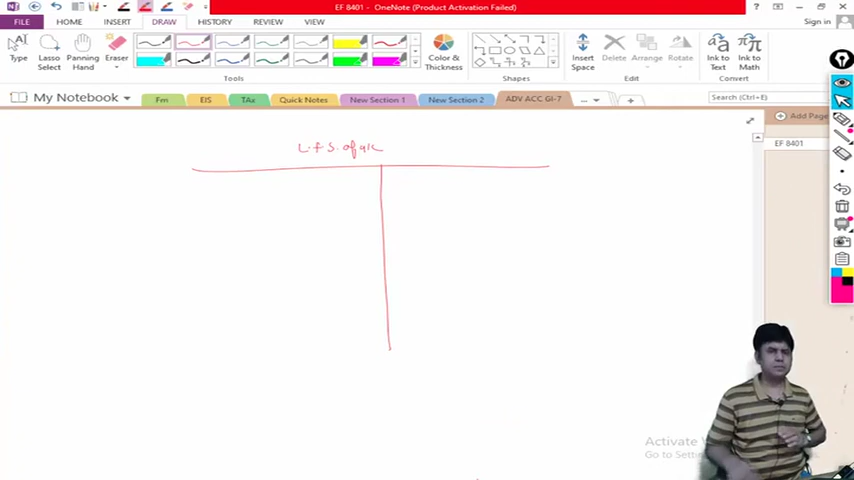 EF 8401 - OneNote (Product Activation Failed)
FILE HOME INSERT DRAW HISTORY REVIEW VIEW Sign in
Type Lasso Select Panning Hand Eraser Color & Thickness Insert Space Delete Arrange Rotate Ink to Text Ink to Math
Tools Shapes Edit Convert
My Notebook Fm EIS TAx Quick Notes New Section 1 New Section 2 ADV ACC GI-7 ... + Search (Ctrl+E)
Add Page
EF 8401
L.f S. of a/c
Activate
Go to Setti